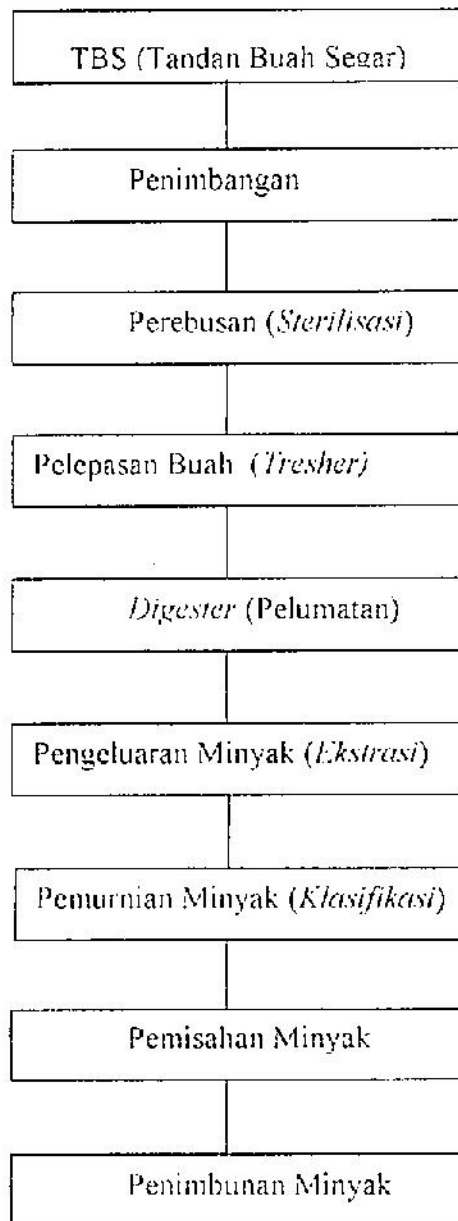 TBS (Tandan Buah Segar)
Penimbangan
Perebusan (Sterilisasi)
Pelepasan Buah (Tresher)
Digester (Pelumatan)
Pengeluaran Minyak (Ekstrasi)
Pemurnian Minyak (Klasifikasi)
Pemisahan Minyak
Penimbunan Minyak